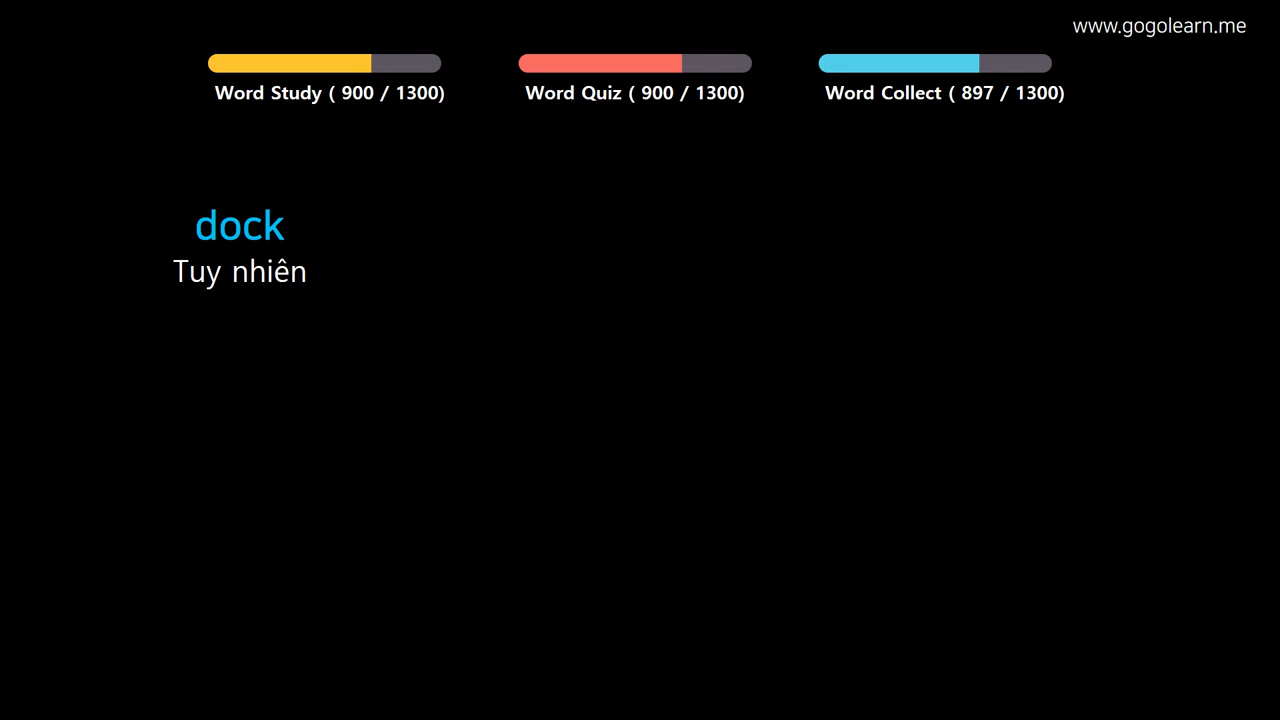 www.gogolearn.me
Word Study ( 900 / 1300)
Word Quiz ( 900 / 1300)
Word Collect ( 897 / 1300)
dock
Tuy nhiên